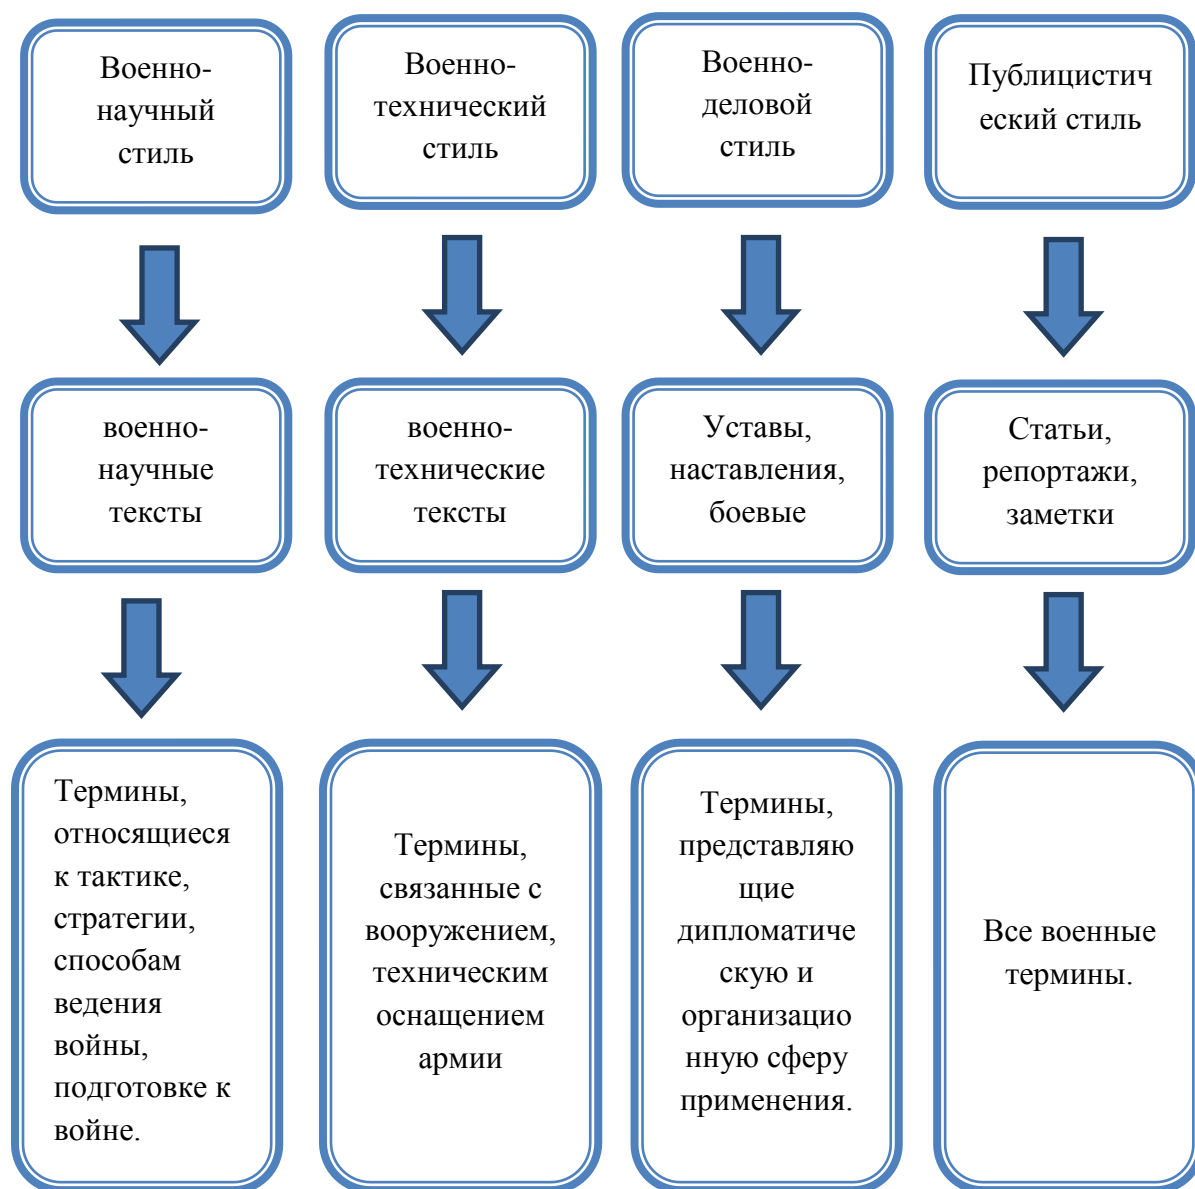 Военно-
научный
стиль
Военно-
технический
стиль
Военно-
деловой
стиль
Публицистич
еский стиль
военно-
научные
тексты
военно-
технические
тексты
Уставы,
наставления,
боевые
Статьи,
репортажи,
заметки
Термины,
относящиеся
к тактике,
стратегии,
способам
ведения
войны,
подготовке к
войне.
Термины,
связанные с
вооружением,
техническим
оснащением
армии
Термины,
представляю
щие
дипломатиче
скую и
организацио
нную сферу
применения.
Все военные
термины.